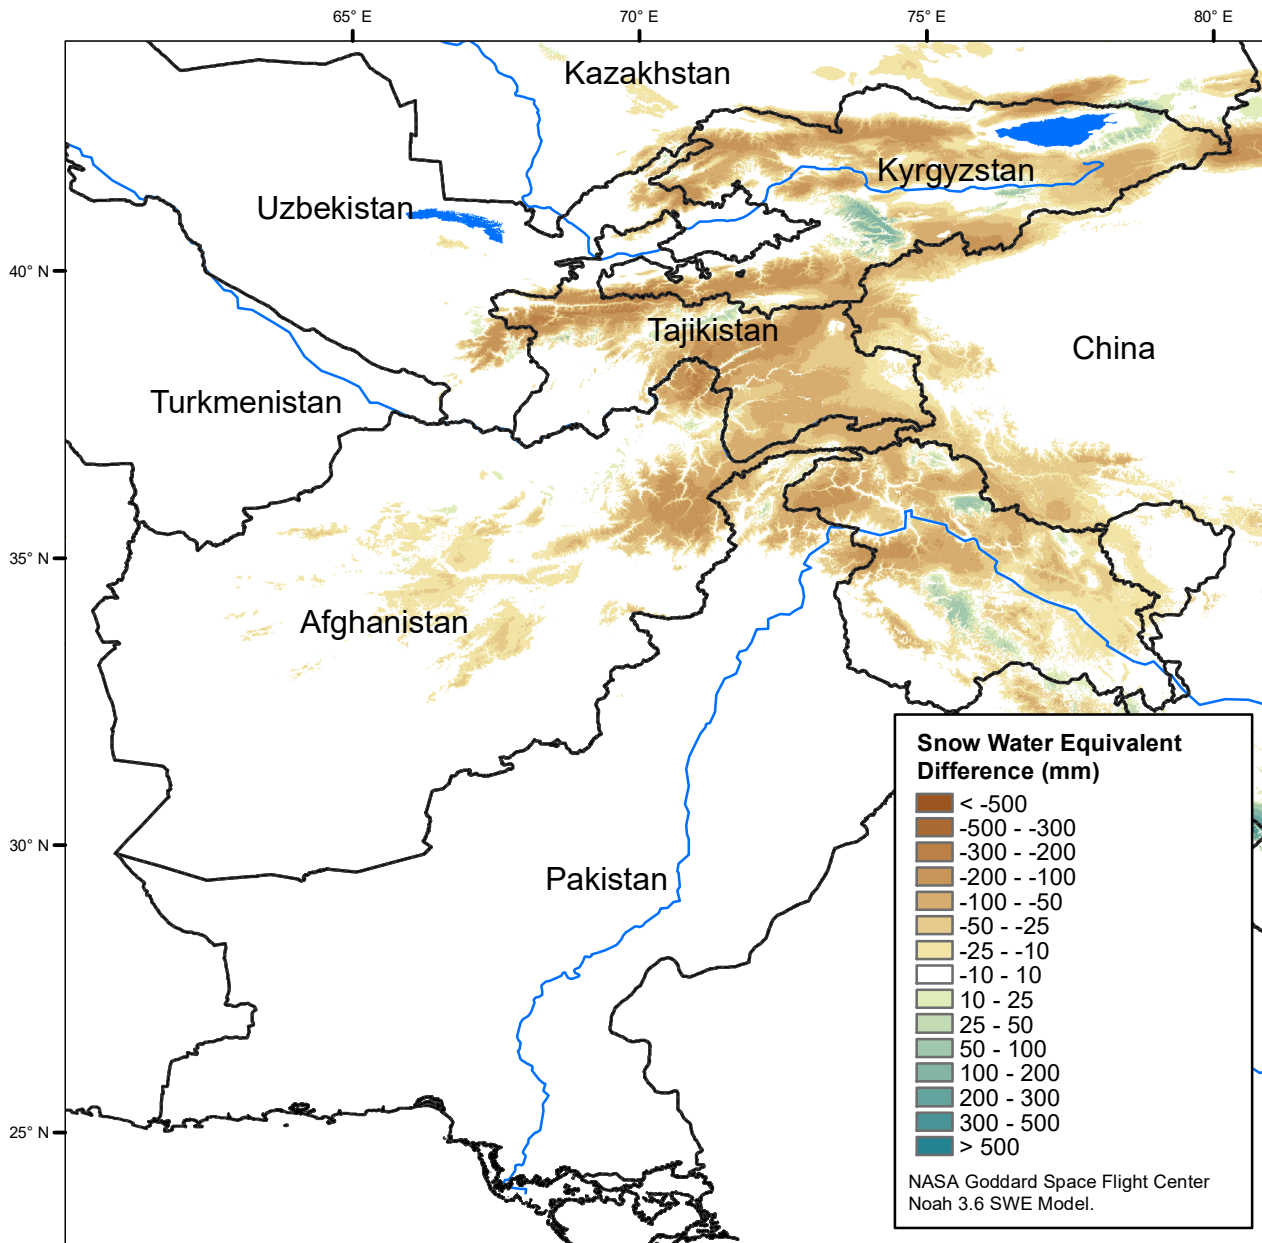 65° E
70° E
75° E
80° E
Kazakhstan
Kyrgyzstan
Uzbekistan
40° N
Tajikistan
China
Turkmenistan
35° N
Afghanistan
Snow Water Equivalent
Difference (mm)
< -500
-500 - -300
-300 - -200
-200 - -100
-100 - -50
-50 - -25
-25 - -10
-10 - 10
10 - 25
25 - 50
50 - 100
100 - 200
200 - 300
300 - 500
> 500
NASA Goddard Space Flight Center
Noah 3.6 SWE Model.
30° N
Pakistan
25° N